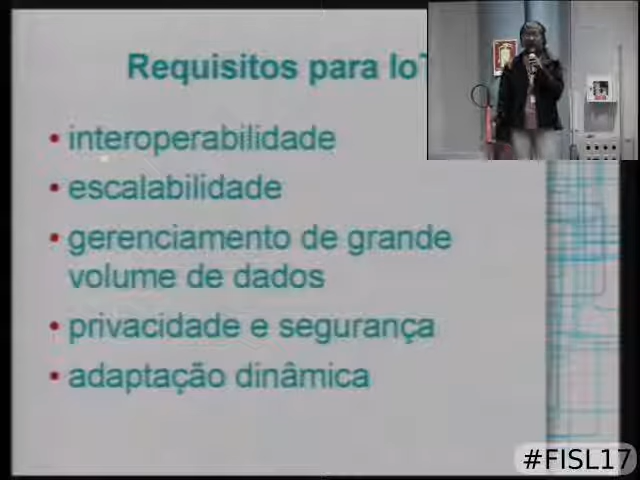 Requisitos para Io
• interoperabilidade
• escalabilidade
• gerenciamento de grande
volume de dados
• privacidade e segurança
• adaptação dinâmica
#FISL17